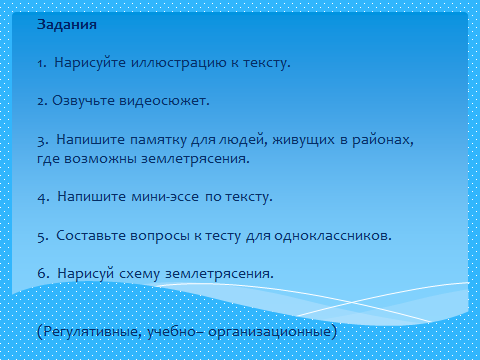 Задания
1. Нарисуйте иллюстрацию к тексту.
2. Озвучьте видеосюжет.
3. Напишите памятку для людей, живущих в районах,
где возможны землетрясения.
4. Напишите мини-эссе по тексту.
5. Составьте вопросы к тесту для одноклассников.
6. Нарисуй схему землетрясения.
(Регулятивные, учебно– организационные)